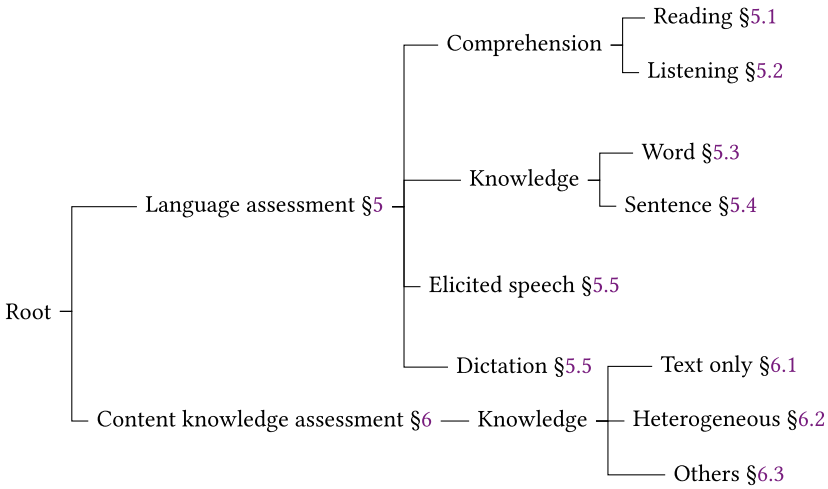 Reading §5.1
Comprehension
Listening §5.2
Word §5.3
Knowledge
Sentence §5.4
Language assessment §5
Elicited speech §5.5
Root
Dictation §5.5
Text only §6.1
Content knowledge assessment §6
Knowledge
Heterogeneous §6.2
Others §6.3